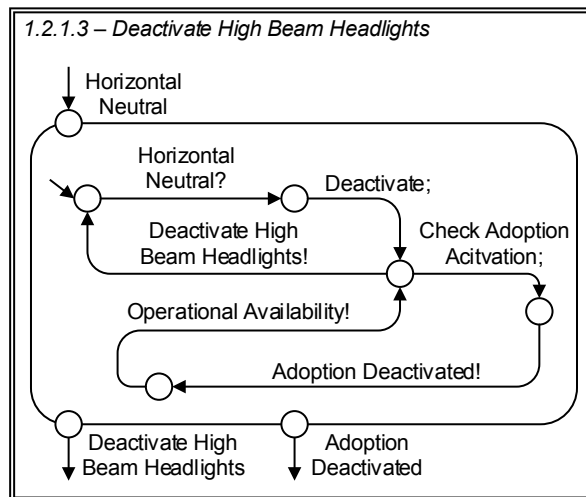 1.2.1.3 – Deactivate High Beam Headlights
Horizontal
Neutral
Horizontal
Neutral?
Deactivate;
Deactivate High
Beam Headlights!
Check Adoption
Acitvation;
Operational Availability!
Adoption Deactivated!
Deactivate High
Beam Headlights
Adoption
Deactivated